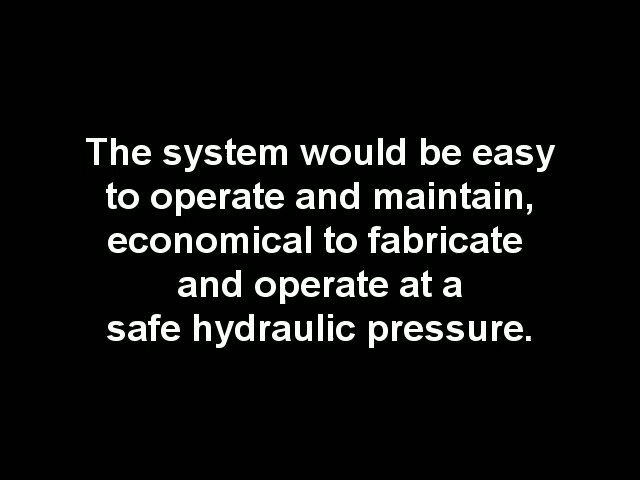 The system would be easy
to operate and maintain,
economical to fabricate
and operate at a
safe hydraulic pressure.